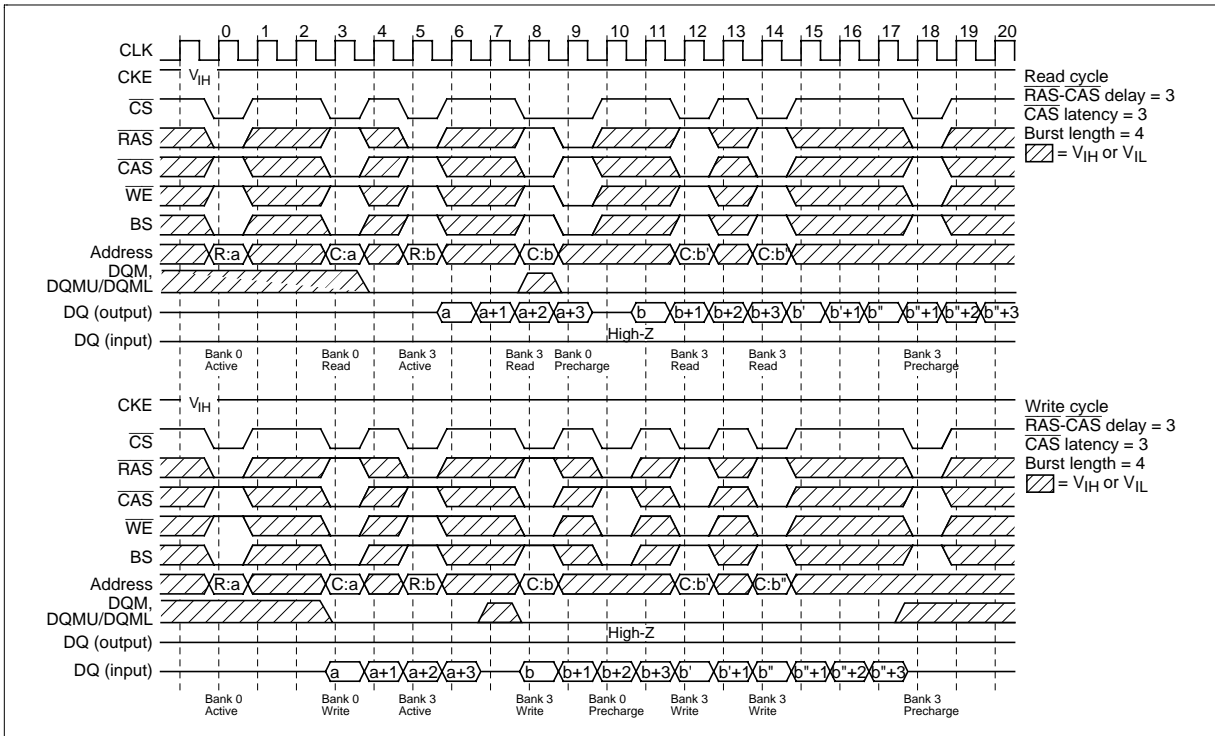 0 1 2 3 4 5 6 7 8 9 10 11 12 13 14 15 16 17 18 19 20
CLK
CKE VIH
CS
RAS
CAS
WE
BS
Address R:a C:a R:b C:b C:b' C:b'
DQM,
DQMU/DQML
DQ (output) a a+1 a+2 a+3 b b+1 b+2 b+3 b' b'+1 b" b"+1 b"+2 b"+3
High-Z
DQ (input)
Bank 0 Active
Bank 0 Read
Bank 3 Active
Bank 3 Read
Bank 0 Precharge
Bank 3 Read
Bank 3 Read
Bank 3 Precharge
Read cycle
RAS-CAS delay = 3
CAS latency = 3
Burst length = 4
= VIH or VIL
CKE VIH
CS
RAS
CAS
WE
BS
Address R:a C:a R:b C:b C:b' C:b"
DQM,
DQMU/DQML
High-Z
DQ (output)
DQ (input) a a+1 a+2 a+3 b b+1 b+2 b+3 b' b'+1 b" b"+1 b"+2 b"+3
Bank 0 Active
Bank 0 Write
Bank 3 Active
Bank 3 Write
Bank 0 Precharge
Bank 3 Write
Bank 3 Write
Bank 3 Precharge
Write cycle
RAS-CAS delay = 3
CAS latency = 3
Burst length = 4
= VIH or VIL